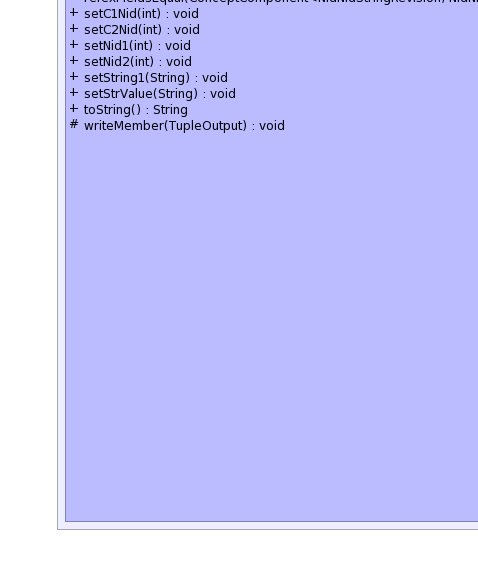 + setC1Nid(int) : void
+ setC2Nid(int) : void
+ setNid1(int) : void
+ setNid2(int) : void
+ setString1(String) : void
+ setStrValue(String) : void
+ toString() : String
# writeMember(TupleOutput) : void